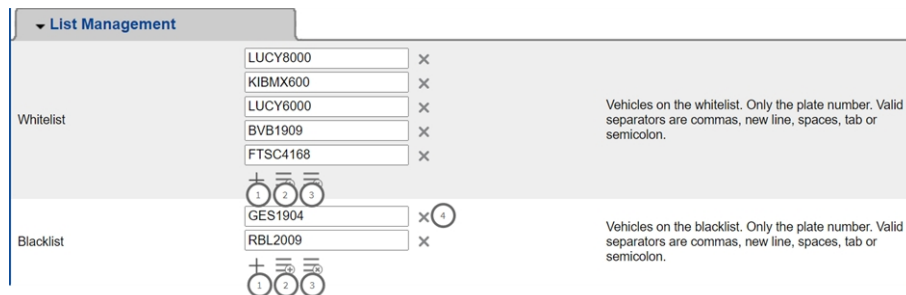 List Management
Whitelist
LUCY8000
KIBMX600
LUCY6000
BVB1909
FTSC4168
Vehicles on the whitelist. Only the plate number. Valid
separators are commas, new line, spaces, tab or
semicolon.
1 2 3
Blacklist
GES1904
4
RBL2009
Vehicles on the blacklist. Only the plate number. Valid
separators are commas, new line, spaces, tab or
semicolon.
1 2 3